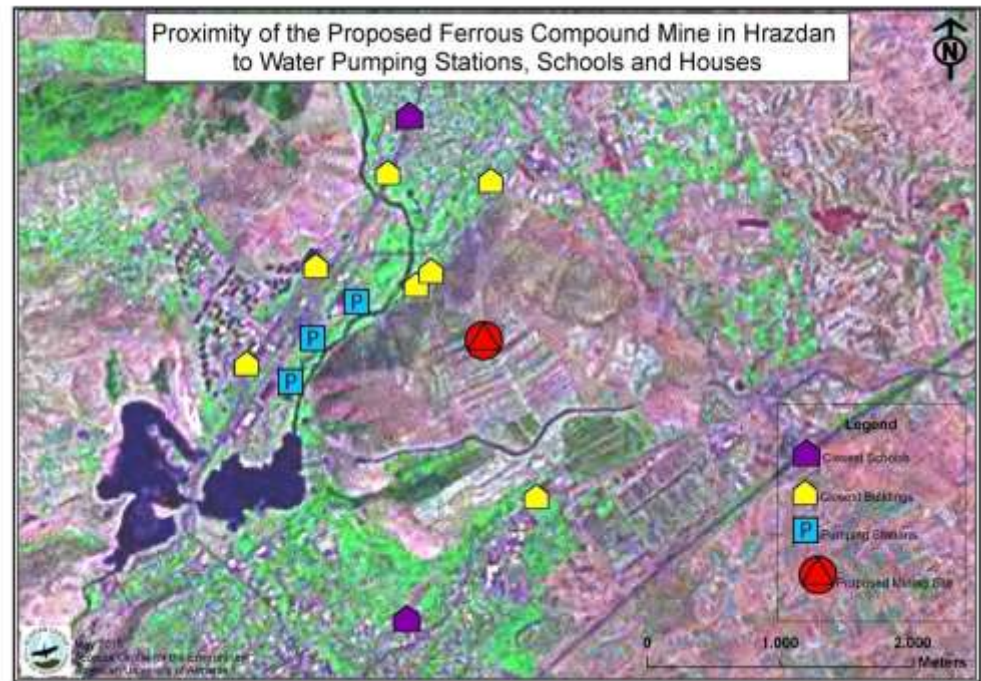 Proximity of the Proposed Ferrous Compound Mine in Hrazdan
to Water Pumping Stations, Schools and Houses
N
P
P
P
Legend
Closest Schools
Closest Buildings
P Pumping Stations
Proposed Mining Site
0 1.000 2.000
Meters